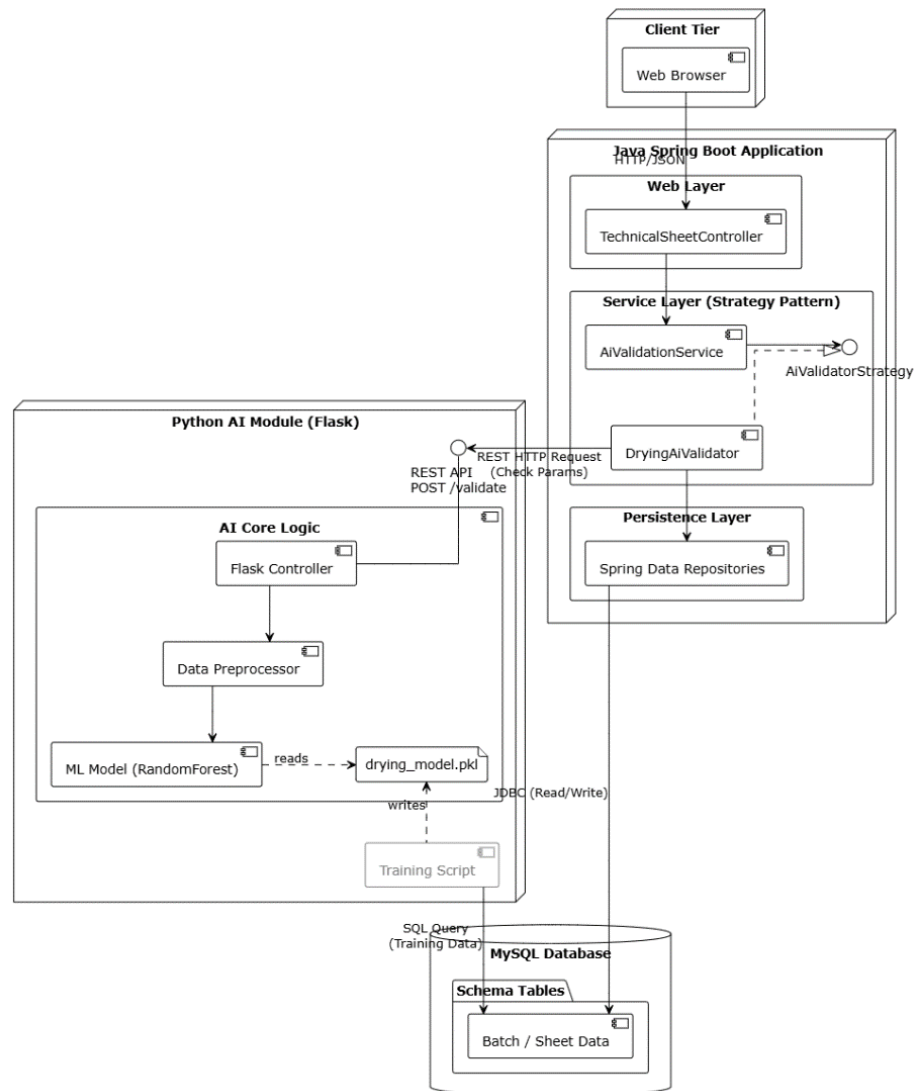 Client Tier
Web Browser
Java Spring Boot Application
HTTP/JSON
Web Layer
TechnicalSheetController
Service Layer (Strategy Pattern)
AiValidationService
AiValidatorStrategy
Python AI Module (Flask)
REST HTTP Request
(Check Params)
DryingAiValidator
REST API
POST /validate
Persistence Layer
AI Core Logic
Flask Controller
Spring Data Repositories
Data Preprocessor
ML Model (RandomForest)
reads
drying_model.pkl
JDBC (Read/Write)
writes
Training Script
SQL Query
(Training Data)
MySQL Database
Schema Tables
Batch / Sheet Data